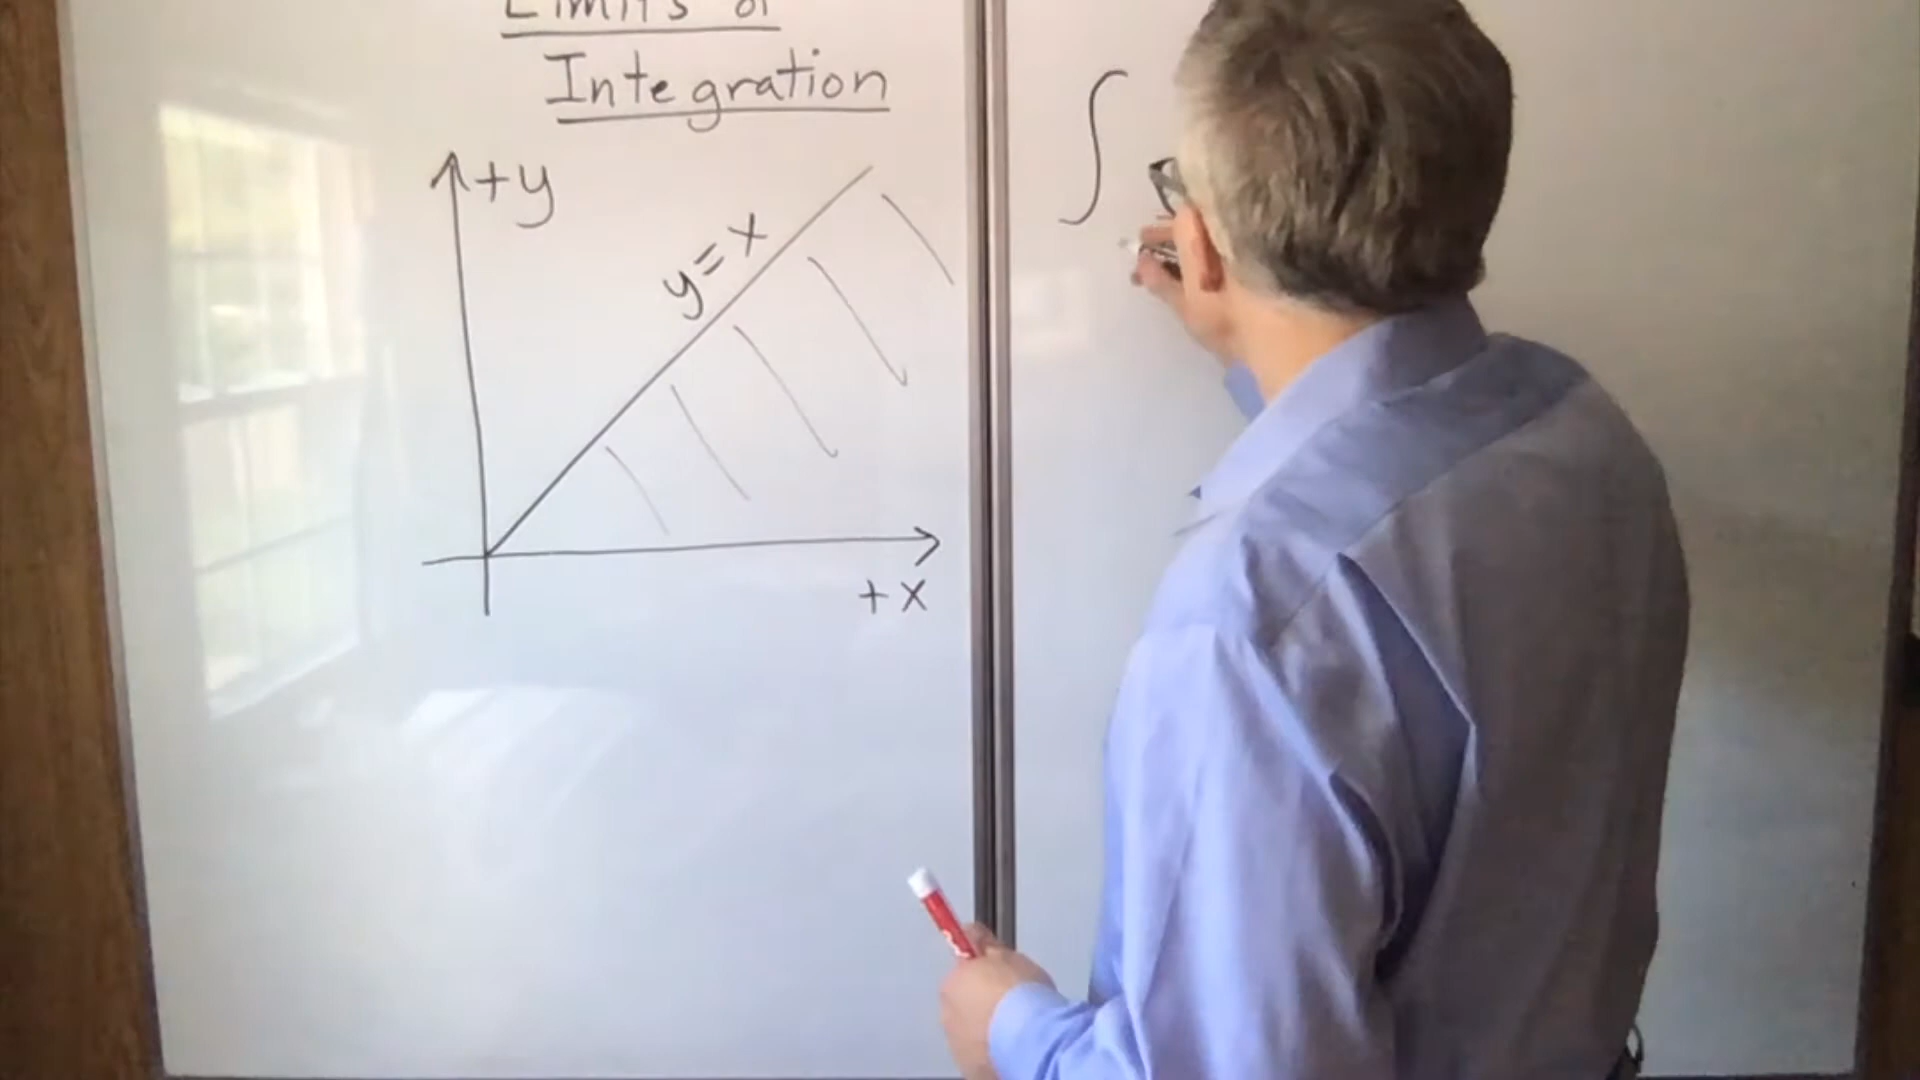 Limits of
Integration
+y
y=x
+x
∫